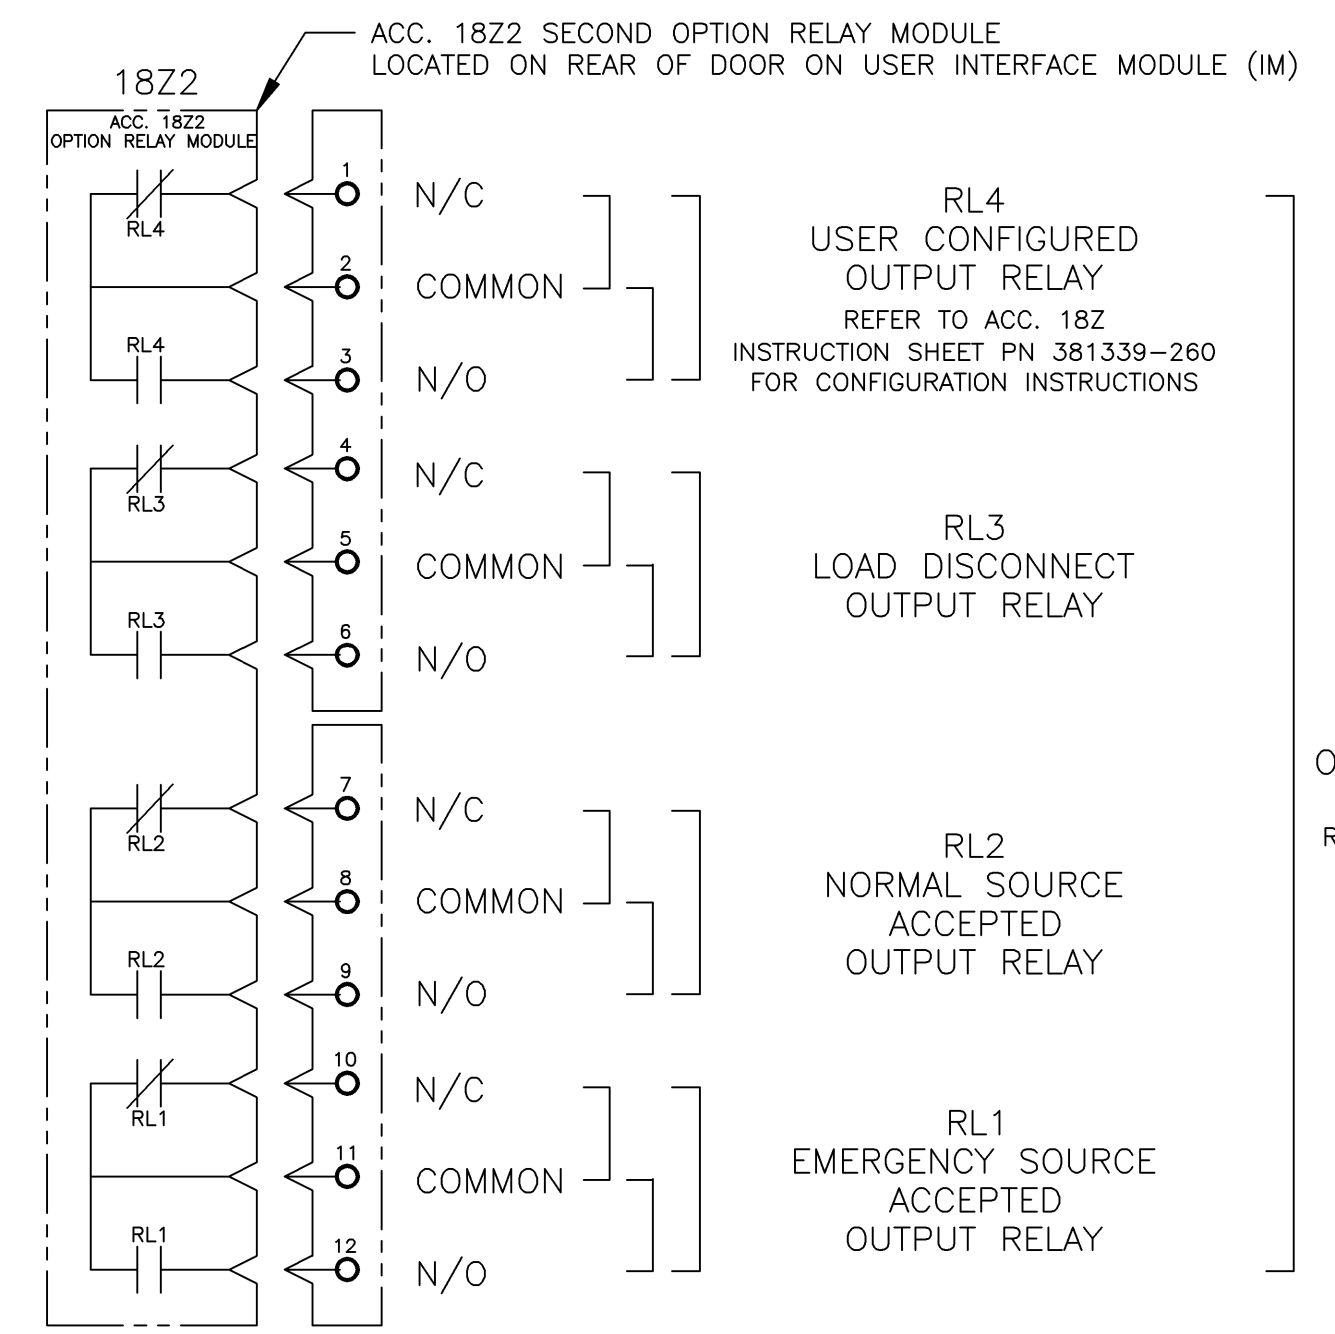 ACC. 18Z2 SECOND OPTION RELAY MODULE
LOCATED ON REAR OF DOOR ON USER INTERFACE MODULE (IM)
18Z2
ACC. 18Z2
OPTION RELAY MODULE
RL4
1
N/C
2
COMMON
RL4
3
N/O
RL4
USER CONFIGURED
OUTPUT RELAY
REFER TO ACC. 18Z
INSTRUCTION SHEET PN 381339-260
FOR CONFIGURATION INSTRUCTIONS
RL3
4
N/C
5
COMMON
RL3
6
N/O
RL3
LOAD DISCONNECT
OUTPUT RELAY
RL2
7
N/C
8
COMMON
RL2
9
N/O
RL2
NORMAL SOURCE
ACCEPTED
OUTPUT RELAY
RL1
10
N/C
11
COMMON
RL1
12
N/O
RL1
EMERGENCY SOURCE
ACCEPTED
OUTPUT RELAY